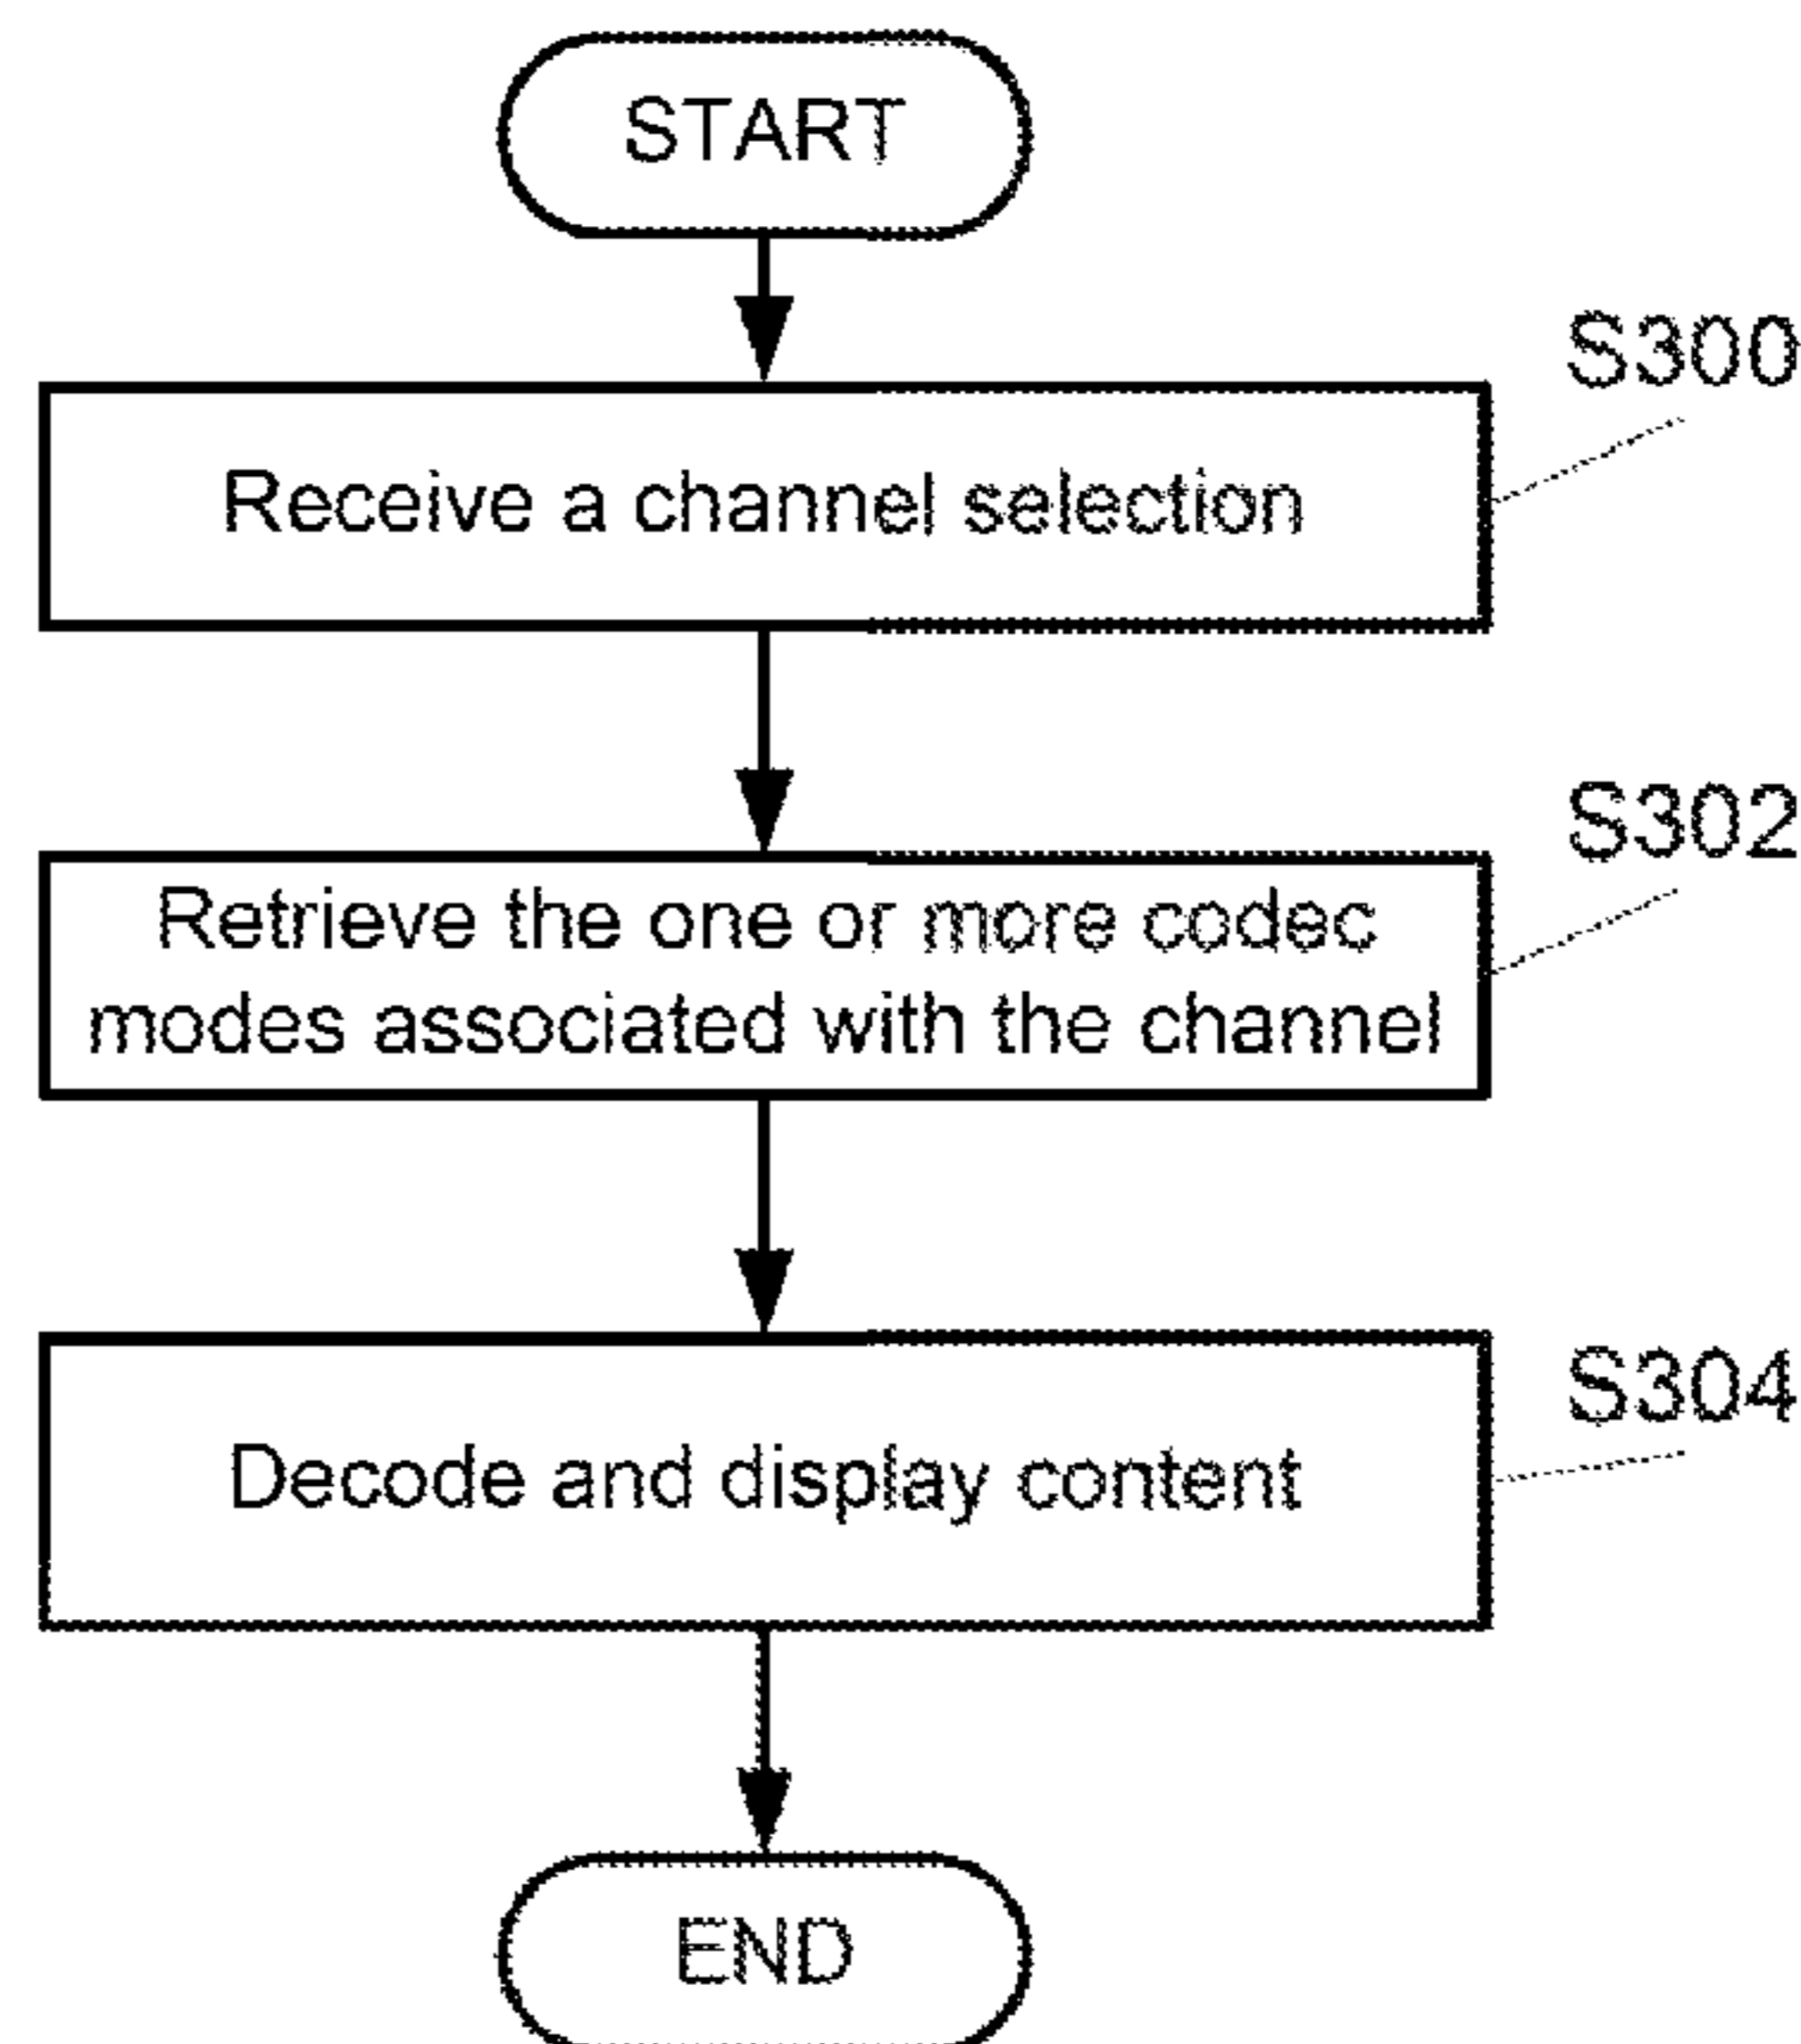 START
S300
Receive a channel selection
S302
Retrieve the one or more codec
modes associated with the channel
S304
Decode and display content
END